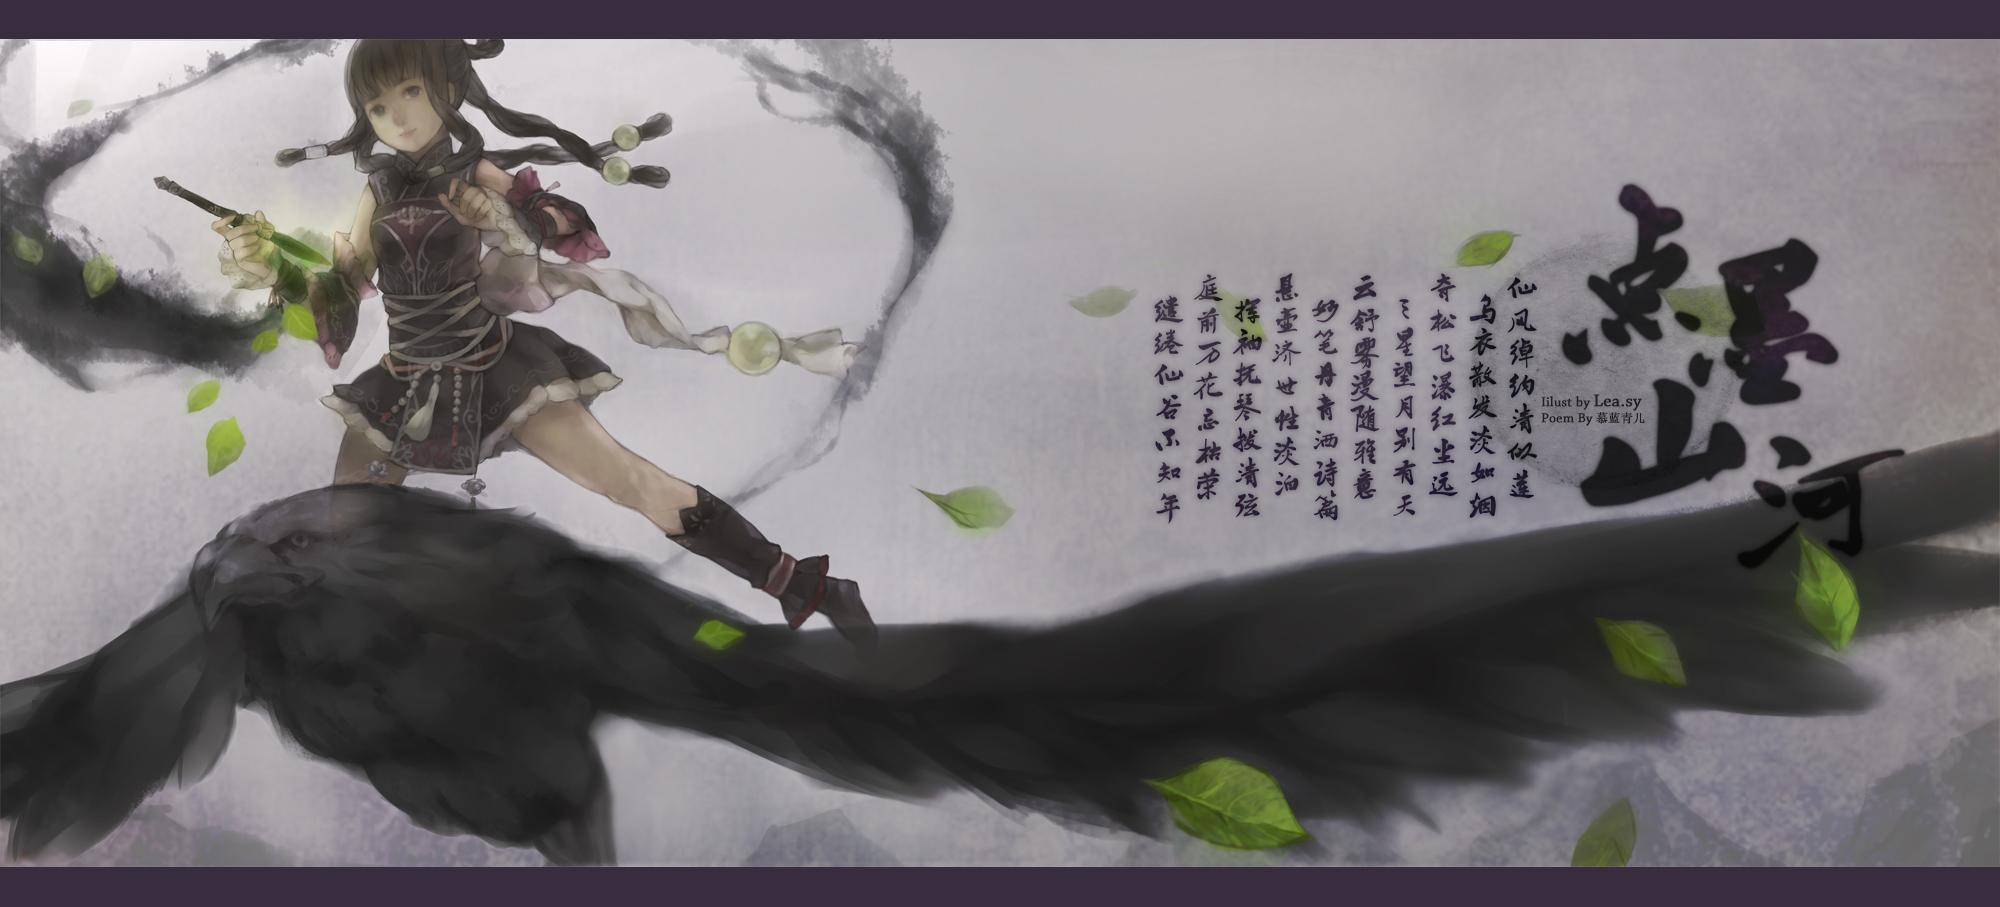 点墨山河
Iilust by Lea.sy
Poem By 慕蓝青儿
仙风绰约清似莲
乌衣散发淡如烟
奇松飞瀑红尘远
三星望月别有天
云舒雾漫随雅意
妙笔丹青洒诗篇
悬壶济世性淡泊
挥袖抚琴拨清弦
庭前万花忘枯荣
缱绻仙谷不知年